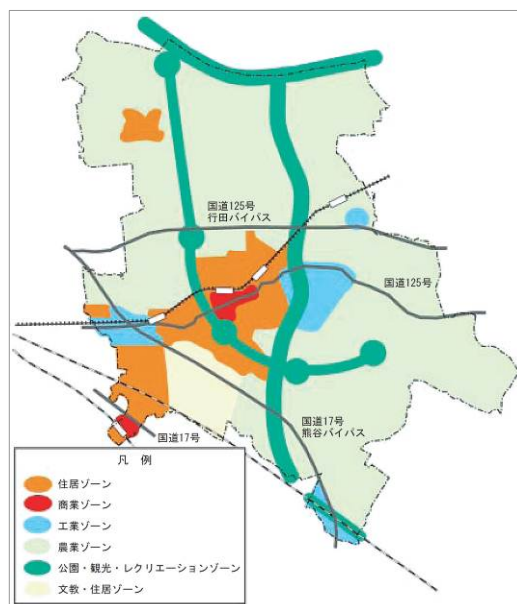 国道125号
行田バイパス
国道125号
国道17号
熊谷バイパス
国道17号
凡 例
住居ゾーン
商業ゾーン
工業ゾーン
農業ゾーン
公園・観光・レクリエーションゾーン
文教・住居ゾーン